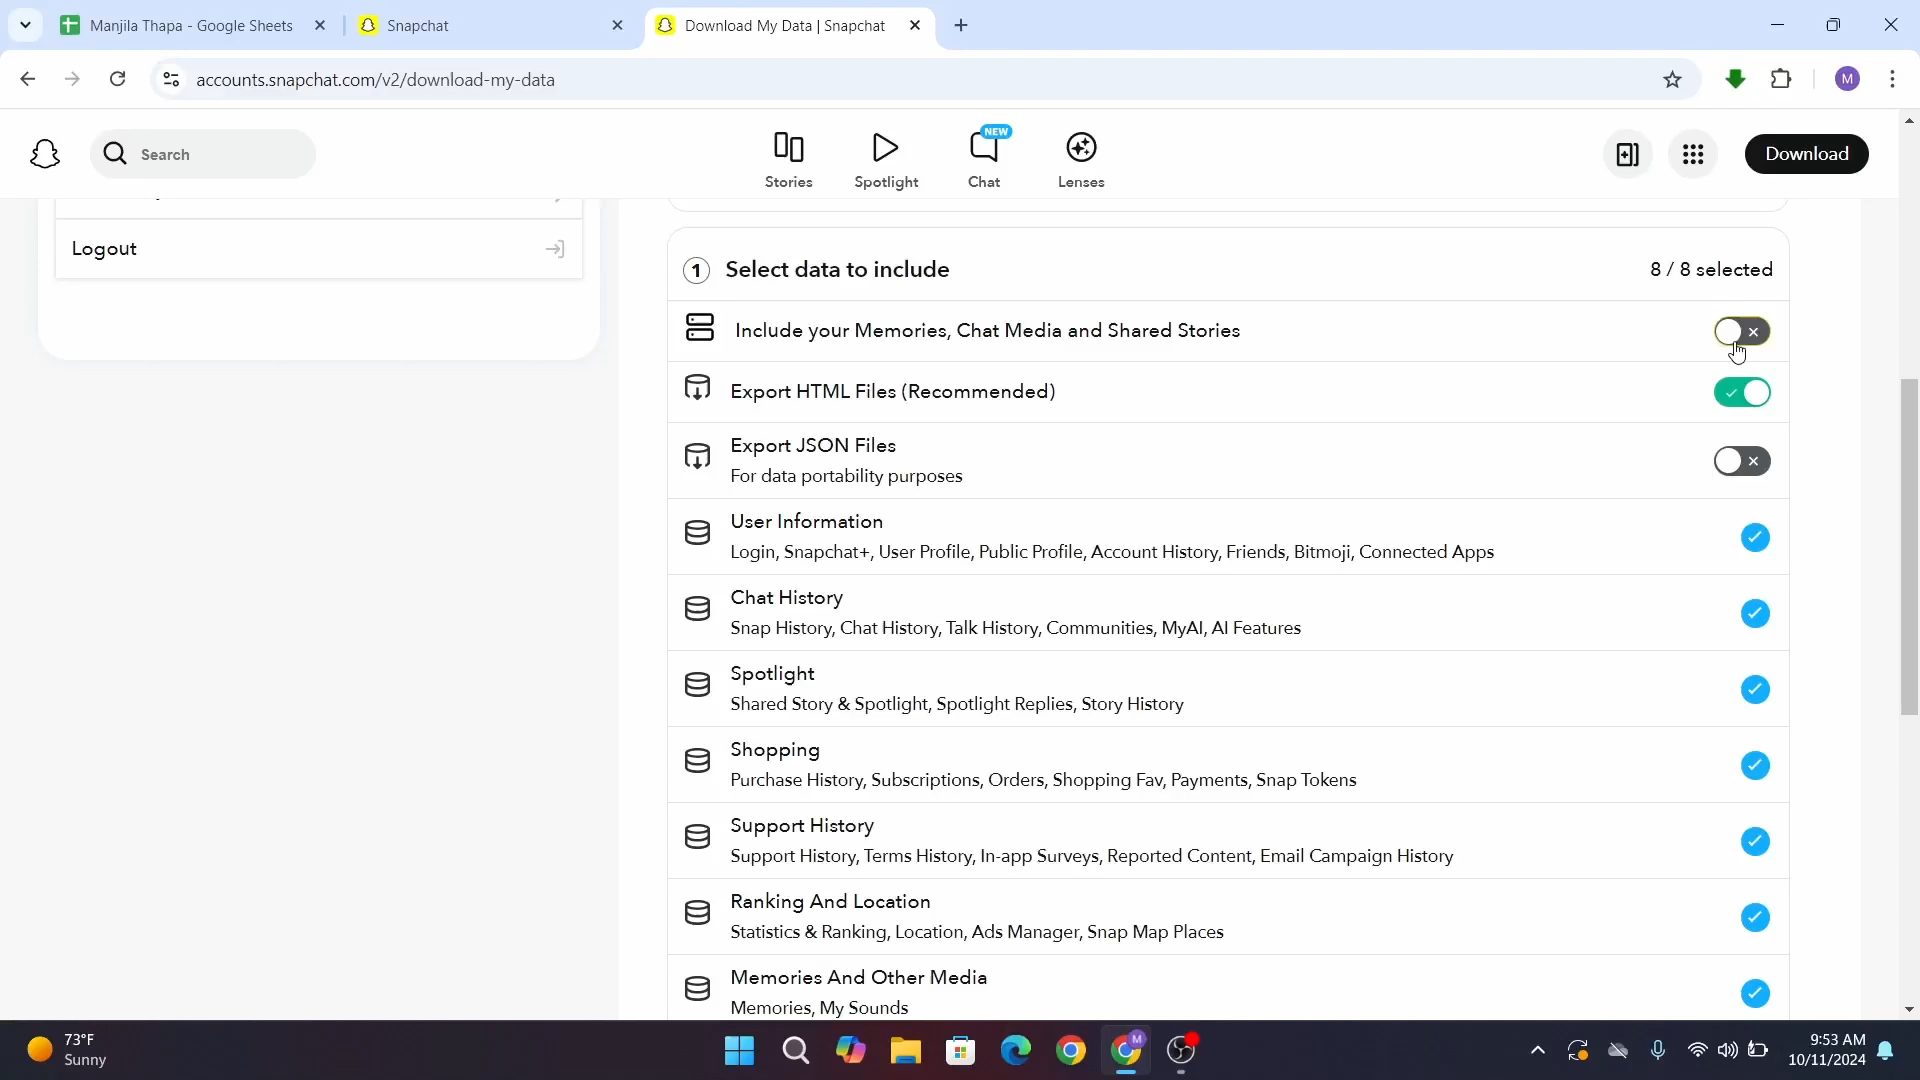 Manjila Thapa - Google Sheets
Snapchat
Download My Data | Snapchat
accounts.snapchat.com/v2/download-my-data
M
Search
Stories
Spotlight
NEW
Chat
Lenses
Download
Logout
1 Select data to include
8 / 8 selected
Include your Memories, Chat Media and Shared Stories
Export HTML Files (Recommended)
Export JSON Files
For data portability purposes
User Information
Login, Snapchat+, User Profile, Public Profile, Account History, Friends, Bitmoji, Connected Apps
Chat History
Snap History, Chat History, Talk History, Communities, MyAI, AI Features
Spotlight
Shared Story & Spotlight, Spotlight Replies, Story History
Shopping
Purchase History, Subscriptions, Orders, Shopping Fav, Payments, Snap Tokens
Support History
Support History, Terms History, In-app Surveys, Reported Content, Email Campaign History
Ranking And Location
Statistics & Ranking, Location, Ads Manager, Snap Map Places
Memories And Other Media
Memories, My Sounds
73°F
Sunny
M
9:53 AM
10/11/2024